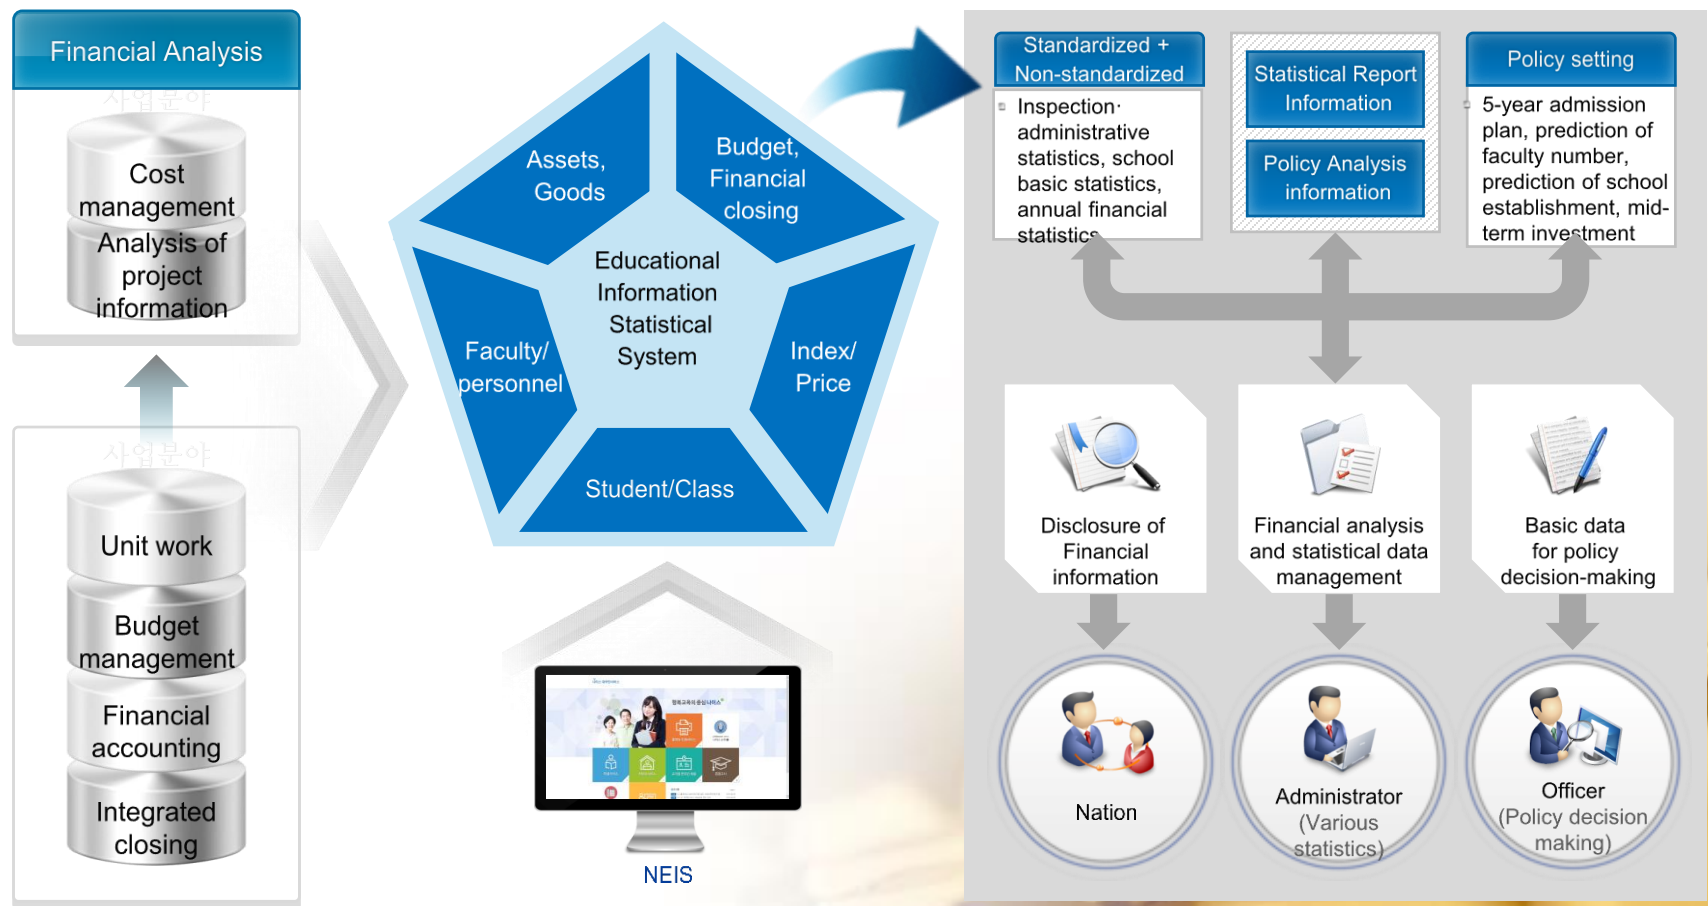 Financial Analysis
사업분야
Cost
management
Analysis of
project
information
사업분야
Unit work
Budget
management
Financial
accounting
Integrated
closing
Assets,
Goods
Budget,
Financial
closing
Educational
Information
Statistical
System
Faculty/
personnel
Index/
Price
Student/Class
NEIS
Standardized +
Non-standardized
Inspection·
administrative
statistics, school
basic statistics,
annual financial
statistics
Statistical Report
Information
Policy Analysis
information
Policy setting
5-year admission
plan, prediction of
faculty number,
prediction of school
establishment, mid-
term investment
Disclosure of
Financial
information
Financial analysis
and statistical data
management
Basic data
for policy
decision-making
Nation
Administrator
(Various
statistics)
Officer
(Policy decision
making)